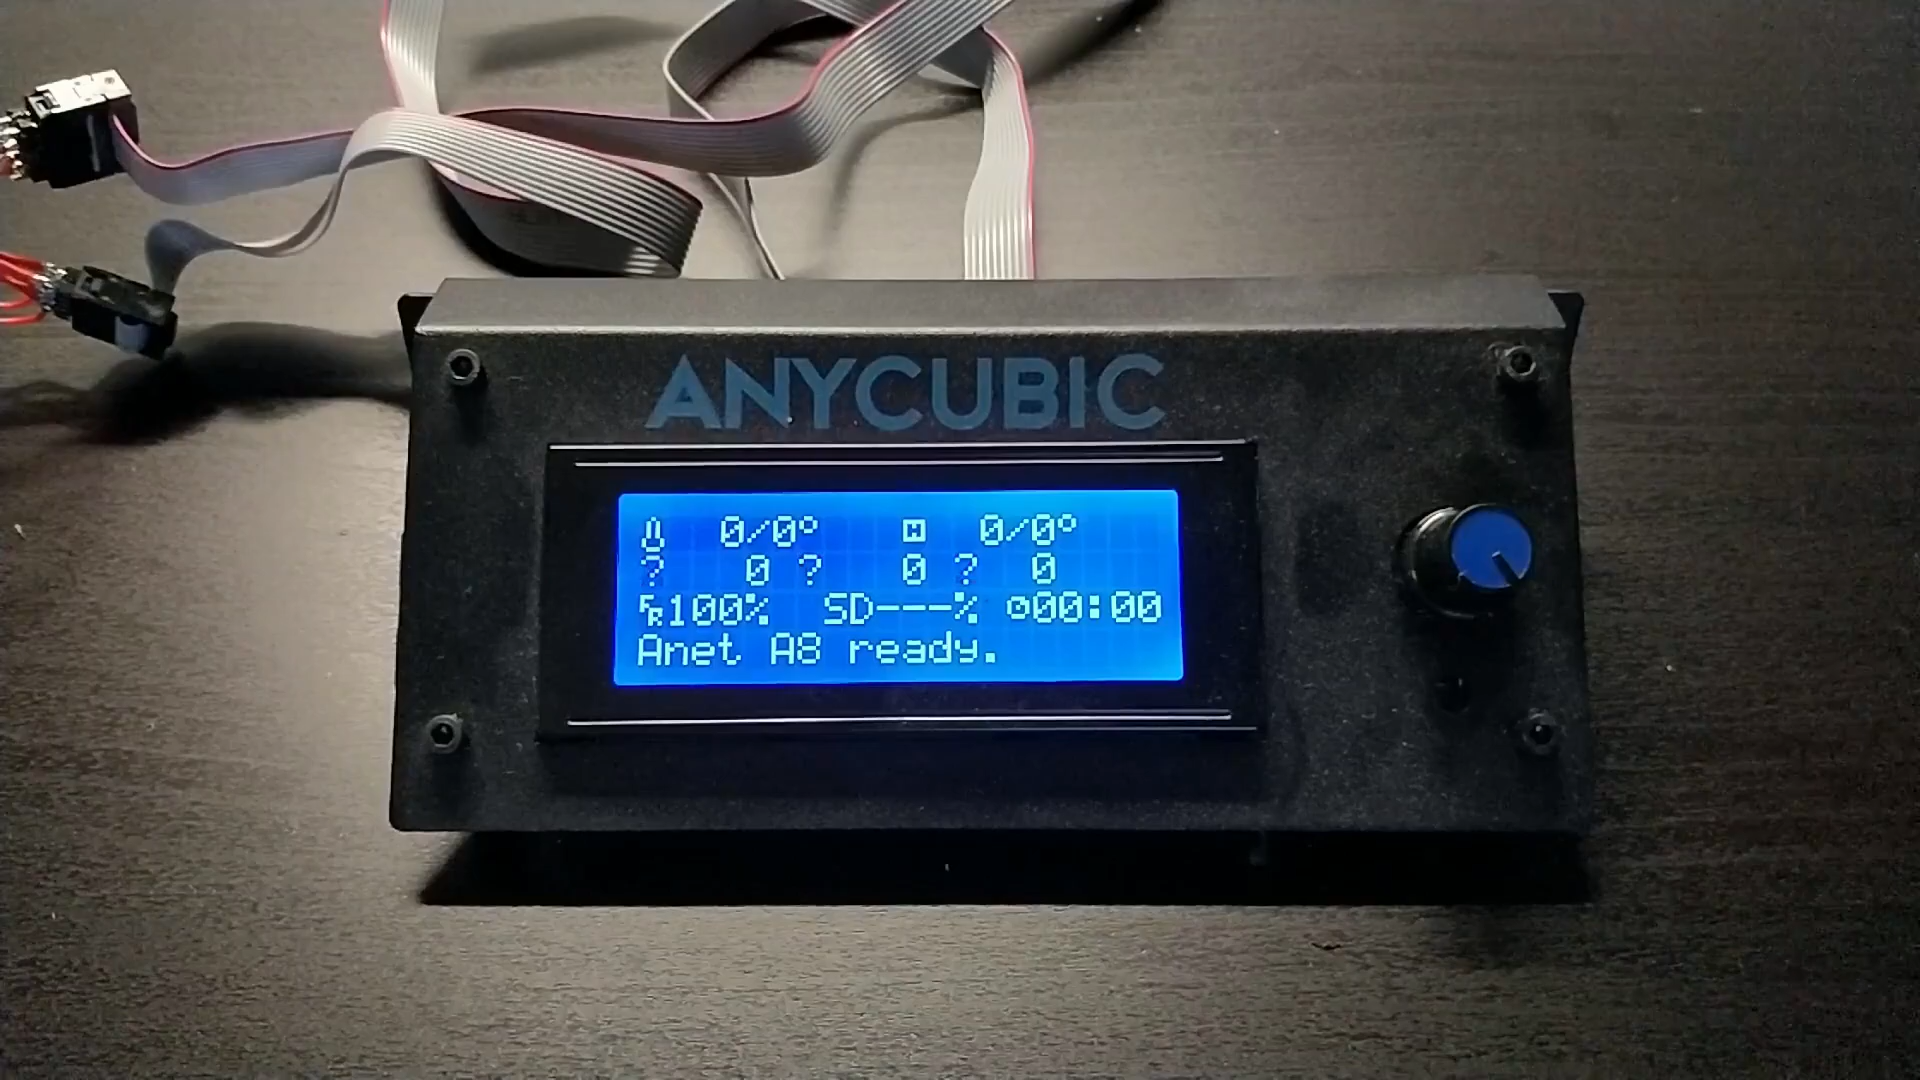 ANYCUBIC
0/0° 0/0°
? 0 ? 0 ? 0
100% SD---% 00:00
Anet A8 ready.